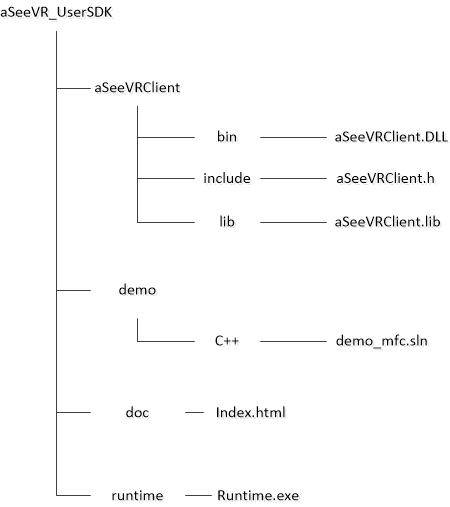 aSeeVR_UserSDK
aSeeVRClient
bin aSeeVRClient.DLL
include aSeeVRClient.h
lib aSeeVRClient.lib
demo
C++ demo_mfc.sln
doc Index.html
runtime Runtime.exe